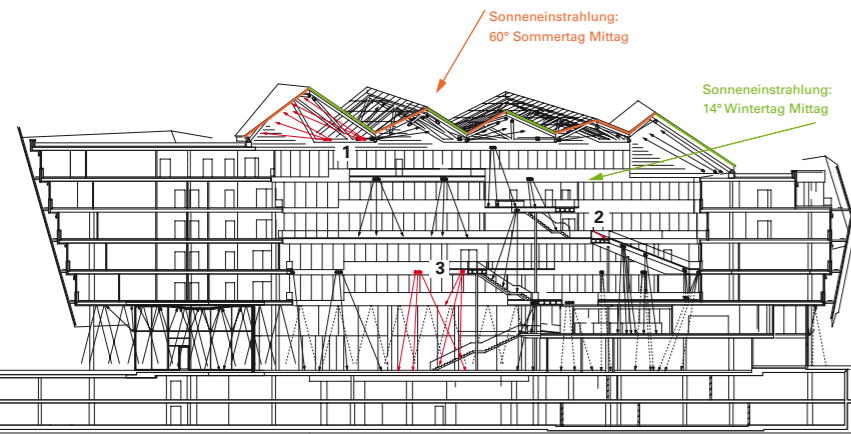 Sonneneinstrahlung:
60° Sommertag Mittag
Sonneneinstrahlung:
14° Wintertag Mittag
1
2
3